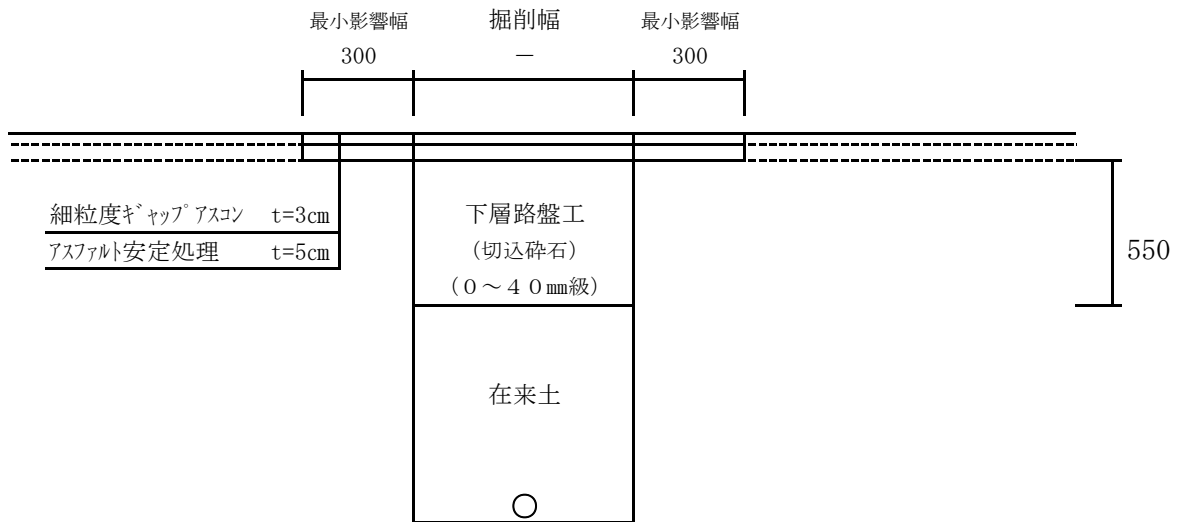 最小影響幅 掘削幅 最小影響幅
300 － 300
細粒度ｷﾞｬｯﾌﾟｱｽｺﾝ t=3㎝
ｱｽﾌｧﾙﾄ安定処理 t=5㎝
下層路盤工
(切込砕石)
(０～４０㎜級)
550
在来土